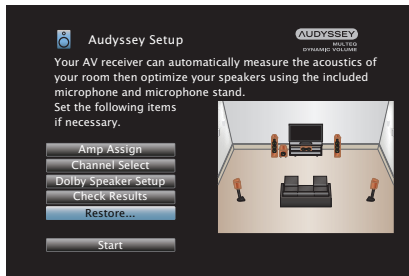 Audyssey Setup
AUDYSSEY
MULTEQ
DYNAMIC VOLUME
Your AV receiver can automatically measure the acoustics of
your room then optimize your speakers using the included
microphone and microphone stand.
Set the following items
if necessary.
Amp Assign
Channel Select
Dolby Speaker Setup
Check Results
Restore...
Start